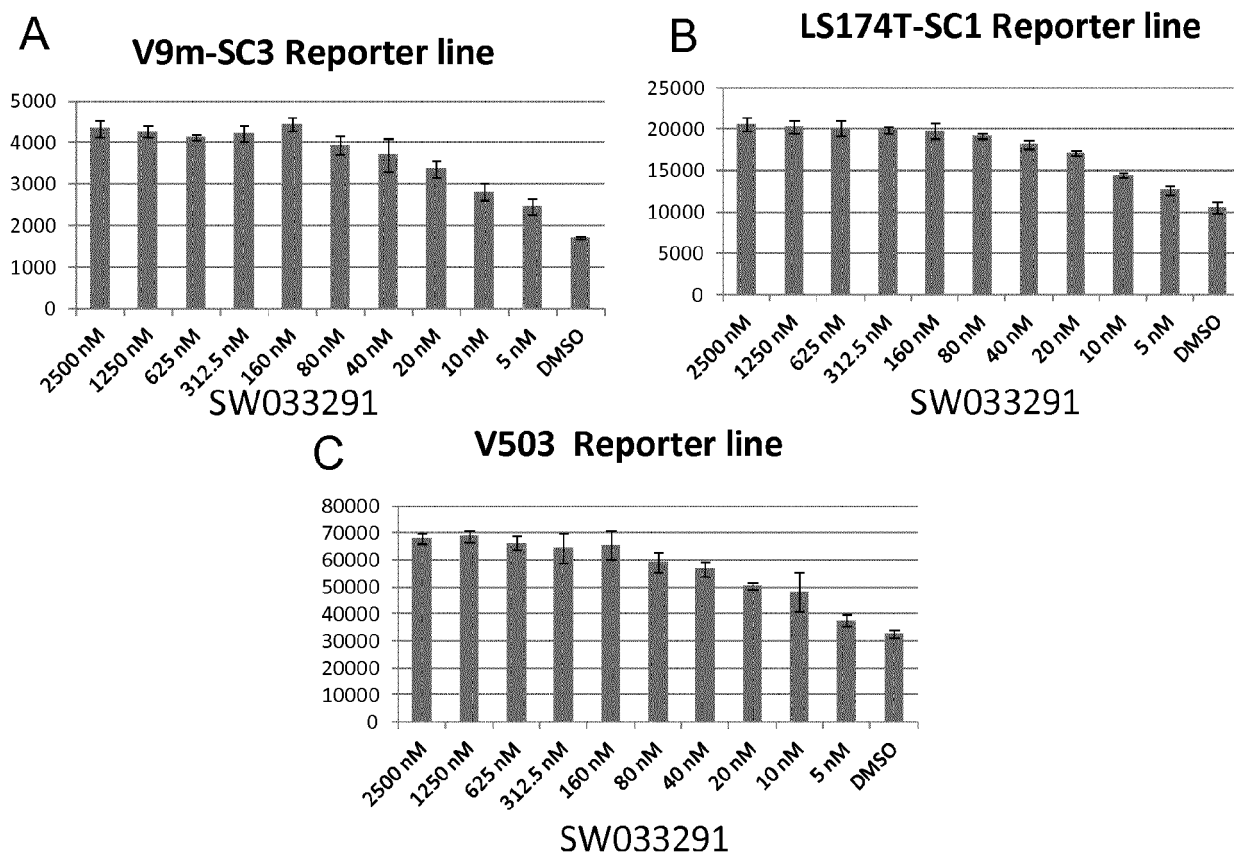 A
V9m-SC3 Reporter line
5000
4000
3000
2000
1000
0
2500 nM
1250 nM
625 nM
312.5 nM
160 nM
80 nM
40 nM
20 nM
10 nM
5 nM
DMSO
SW033291
B
LS174T-SC1 Reporter line
25000
20000
15000
10000
5000
0
2500 nM
1250 nM
625 nM
312.5 nM
160 nM
80 nM
40 nM
20 nM
10 nM
5 nM
DMSO
SW033291
C
V503 Reporter line
80000
70000
60000
50000
40000
30000
20000
10000
0
2500 nM
1250 nM
625 nM
312.5 nM
160 nM
80 nM
40 nM
20 nM
10 nM
5 nM
DMSO
SW033291